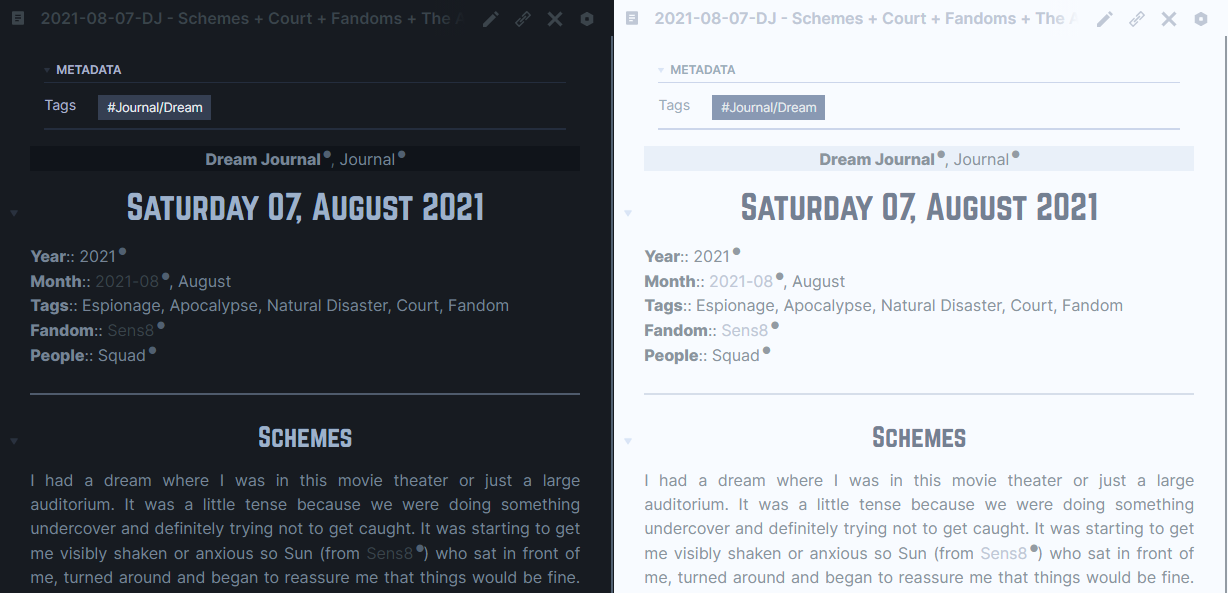 2021-08-07-DJ - Schemes + Court + Fandoms + The A
METADATA
Tags #Journal/Dream
Dream Journal, Journal
Saturday 07, August 2021
Year:: 2021
Month:: 2021-08, August
Tags:: Espionage, Apocalypse, Natural Disaster, Court, Fandom
Fandom:: Sens8
People:: Squad
Schemes
I had a dream where I was in this movie theater or just a large
auditorium. It was a little tense because we were doing something
undercover and definitely trying not to get caught. It was starting to get
me visibly shaken or anxious so Sun (from Sens8) who sat in front of
me, turned around and began to reassure me that things would be fine.
2021-08-07-DJ - Schemes + Court + Fandoms + The A
METADATA
Tags #Journal/Dream
Dream Journal, Journal
Saturday 07, August 2021
Year:: 2021
Month:: 2021-08, August
Tags:: Espionage, Apocalypse, Natural Disaster, Court, Fandom
Fandom:: Sens8
People:: Squad
Schemes
I had a dream where I was in this movie theater or just a large
auditorium. It was a little tense because we were doing something
undercover and definitely trying not to get caught. It was starting to get
me visibly shaken or anxious so Sun (from Sens8) who sat in front of
me, turned around and began to reassure me that things would be fine.